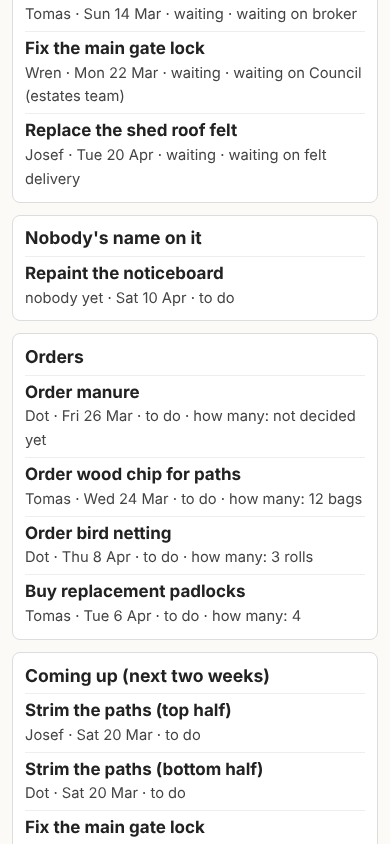 Tomas · Sun 14 Mar · waiting · waiting on broker
Fix the main gate lock
Wren · Mon 22 Mar · waiting · waiting on Council
(estates team)
Replace the shed roof felt
Josef · Tue 20 Apr · waiting · waiting on felt
delivery
Nobody's name on it
Repaint the noticeboard
nobody yet · Sat 10 Apr · to do
Orders
Order manure
Dot · Fri 26 Mar · to do · how many: not decided
yet
Order wood chip for paths
Tomas · Wed 24 Mar · to do · how many: 12 bags
Order bird netting
Dot · Thu 8 Apr · to do · how many: 3 rolls
Buy replacement padlocks
Tomas · Tue 6 Apr · to do · how many: 4
Coming up (next two weeks)
Strim the paths (top half)
Josef · Sat 20 Mar · to do
Strim the paths (bottom half)
Dot · Sat 20 Mar · to do
Fix the main gate lock